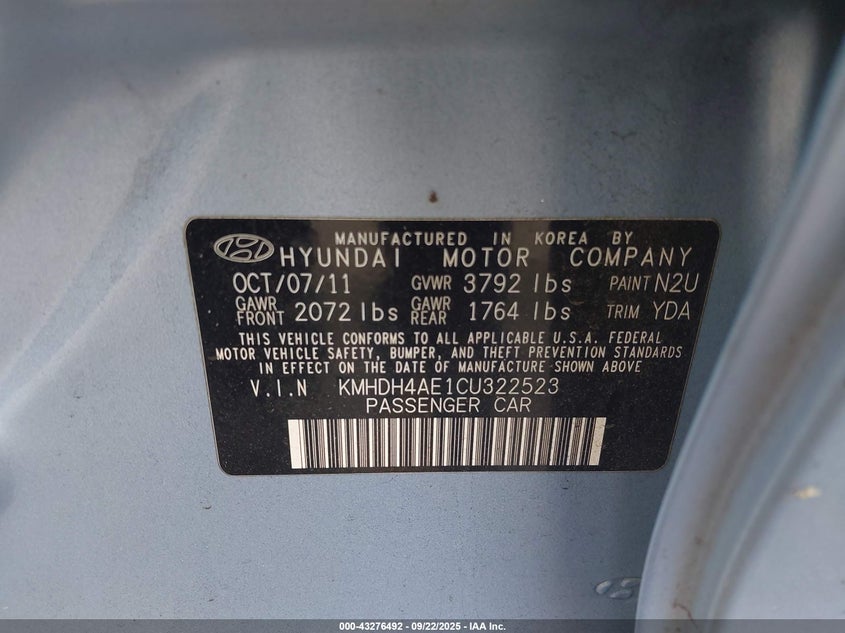 MANUFACTURED IN KOREA BY
HYUNDAI MOTOR COMPANY
OCT/07/11 GVWR 3792 lbs PAINT N2U
GAWR FRONT 2072 lbs GAWR REAR 1764 lbs TRIM YDA
THIS VEHICLE CONFORMS TO ALL APPLICABLE U.S.A. FEDERAL
MOTOR VEHICLE SAFETY, BUMPER, AND THEFT PREVENTION STANDARDS
IN EFFECT ON THE DATE OF MANUFACTURE SHOWN ABOVE
V.I.N KMHDH4AE1CU322523
PASSENGER CAR
000-43276492 - 09/22/2025 - IAA Inc.